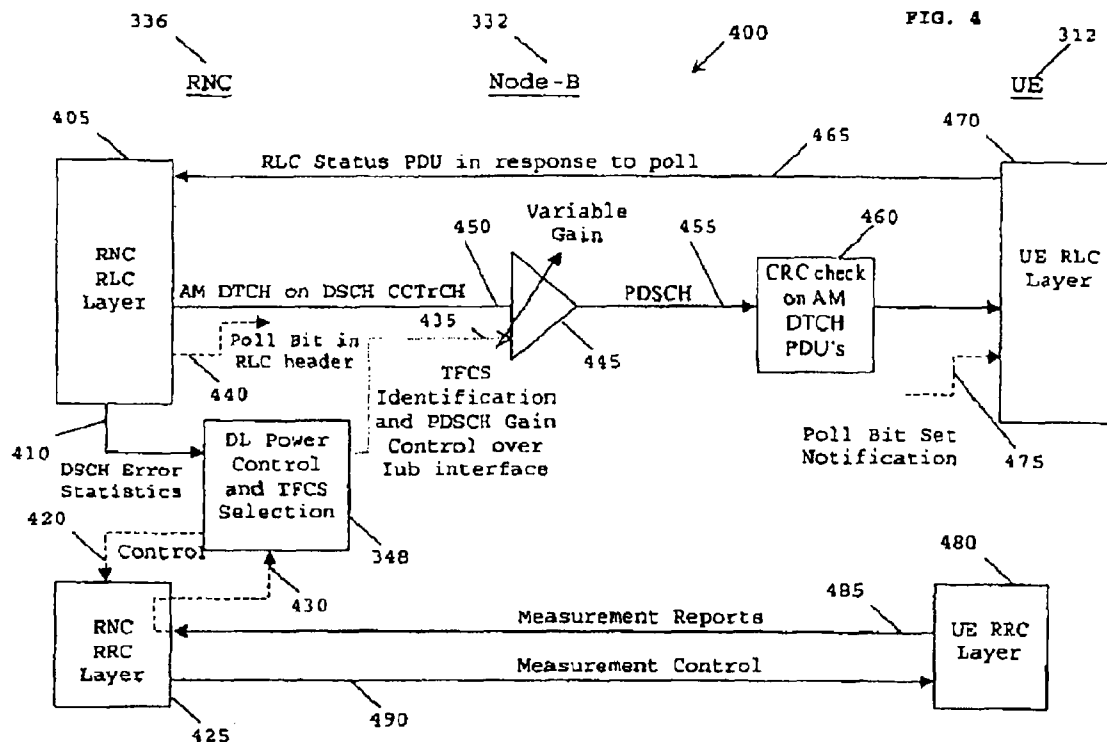 FIG. 4
336
332
400
312
RNC
Node-B
UE
405
465
470
RLC Status PDU in response to poll
Variable
Gain
450
455
460
RNC
RLC
Layer
AM DTCH on DSCH CCTrCH
PDSCH
CRC check
on AM
DTCH
PDU's
UE RLC
Layer
435
445
Poll Bit in
RLC header
440
TFCS
Identification
and PDSCH Gain
Control over
Iub interface
410
DSCH Error
Statistics
DL Power
Control
and TFCS
Selection
Poll Bit Set
Notification
475
420
Control
348
430
480
485
RNC
RRC
Layer
Measurement Reports
UE RRC
Layer
Measurement Control
425
490